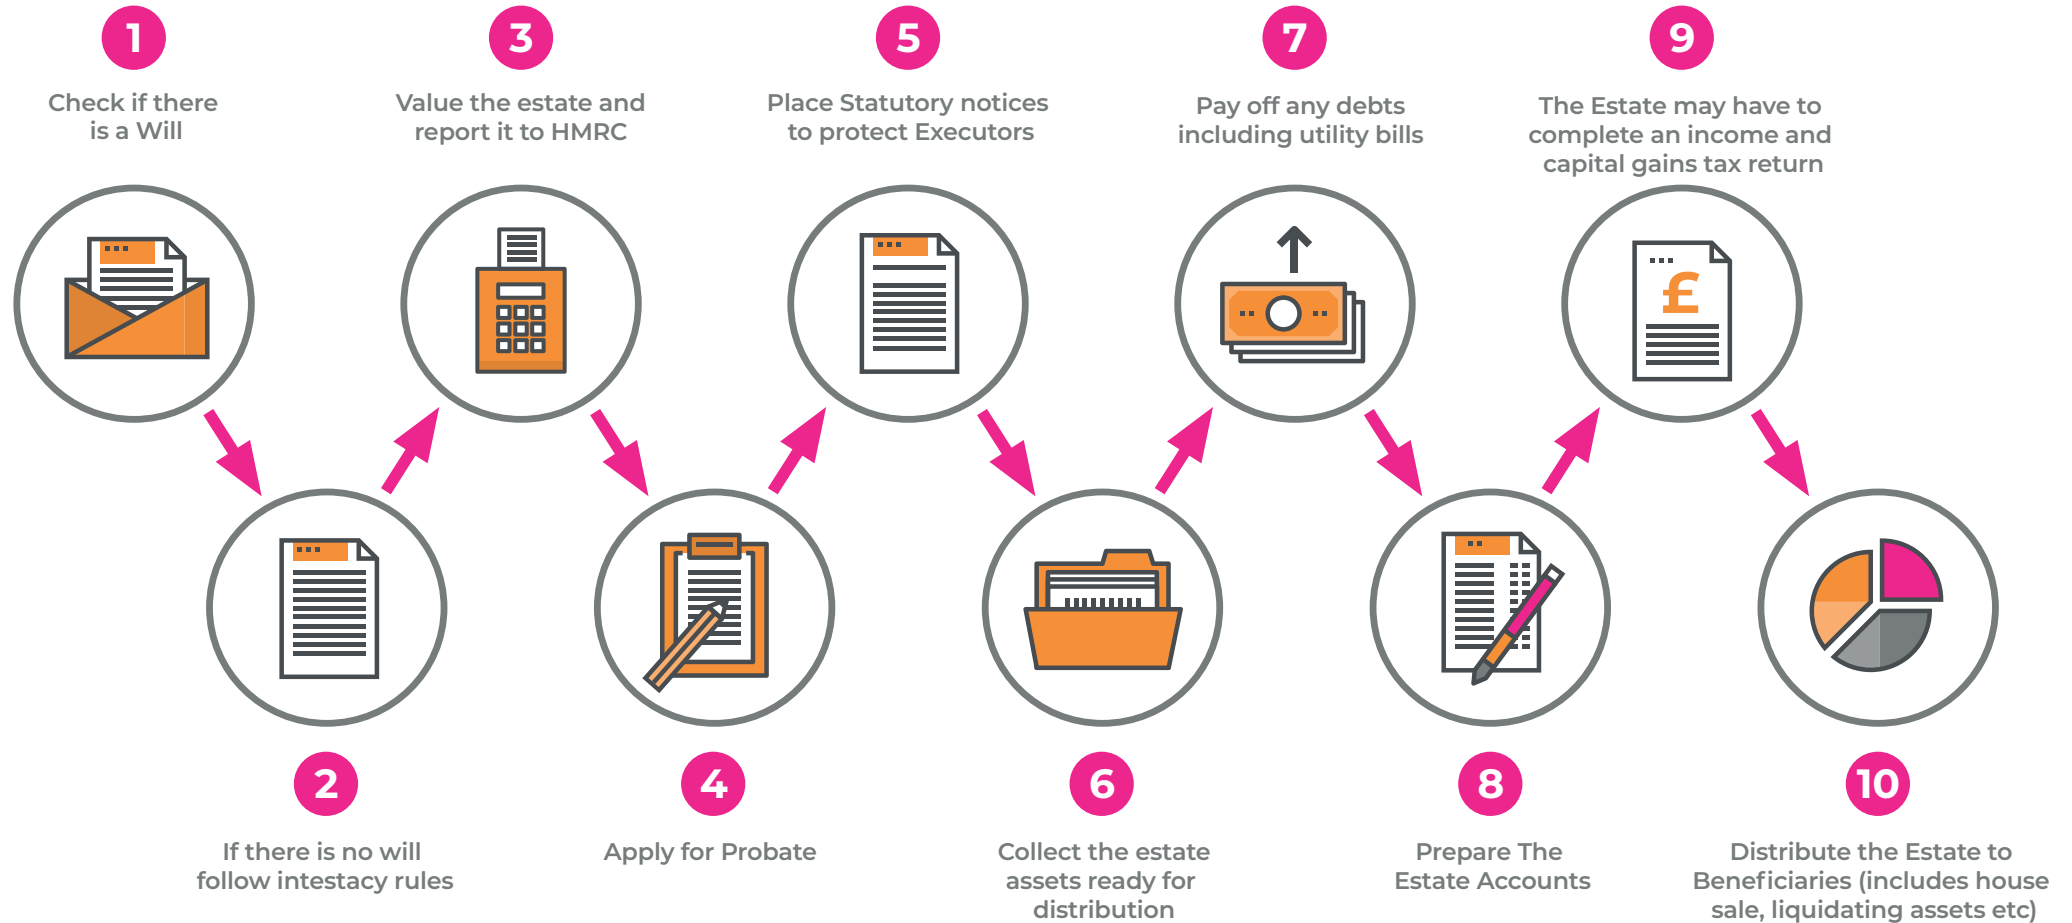 1
Check if there
is a Will
2
If there is no will
follow intestacy rules
3
Value the estate and
report it to HMRC
4
Apply for Probate
5
Place Statutory notices
to protect Executors
6
Collect the estate
assets ready for
distribution
7
Pay off any debts
including utility bills
8
Prepare The
Estate Accounts
9
The Estate may have to
complete an income and
capital gains tax return
£
10
Distribute the Estate to
Beneficiaries (includes house
sale, liquidating assets etc)